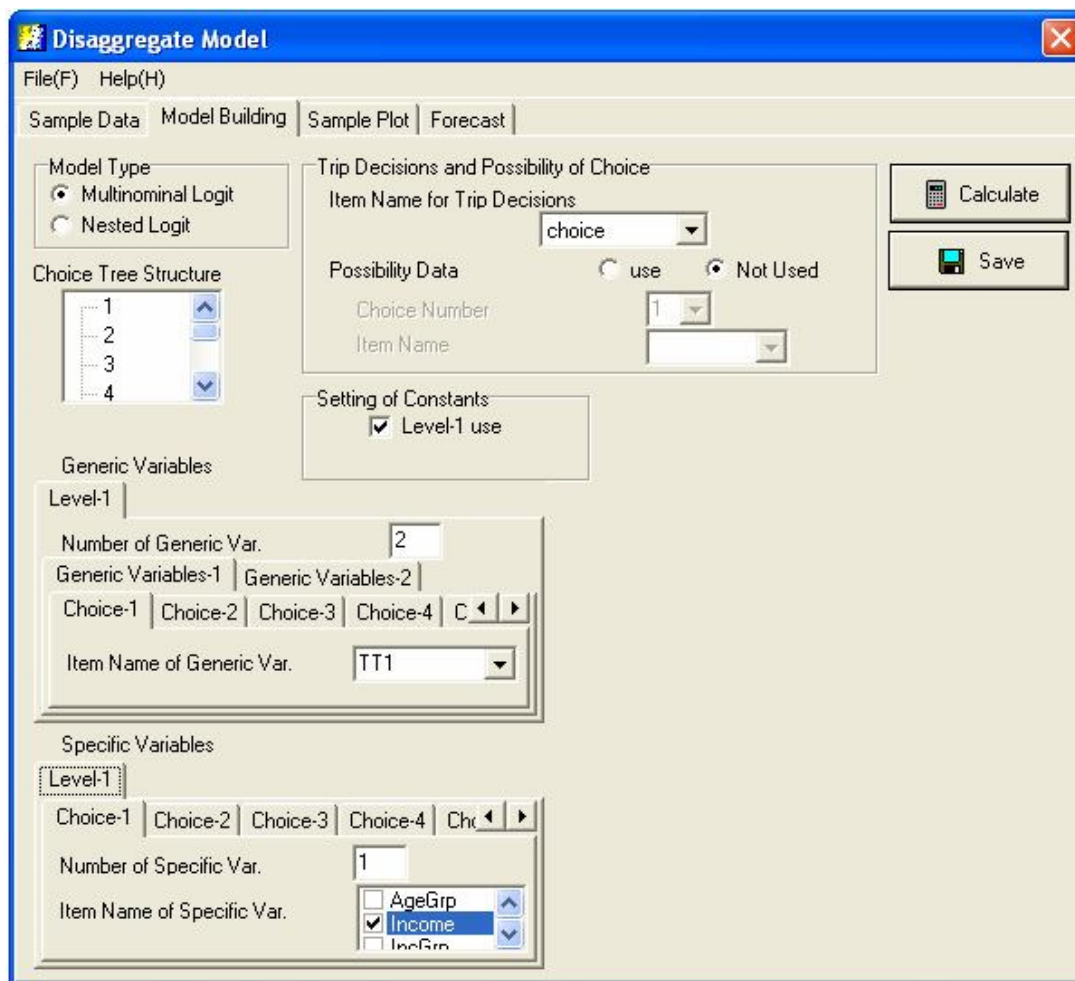 Disaggregate Model
File(F) Help(H)
Sample Data Model Building Sample Plot Forecast
Model Type
Multinominal Logit
Nested Logit
Trip Decisions and Possibility of Choice
Item Name for Trip Decisions
choice
Possibility Data use Not Used
Choice Number 1
Item Name
Calculate
Save
Choice Tree Structure
1
2
3
4
Setting of Constants
Level-1 use
Generic Variables
Level-1
Number of Generic Var. 2
Generic Variables-1 Generic Variables-2
Choice-1 Choice-2 Choice-3 Choice-4 C
Item Name of Generic Var. TT1
Specific Variables
Level-1
Choice-1 Choice-2 Choice-3 Choice-4
Number of Specific Var. 1
Item Name of Specific Var.
AgeGrp
Income
IncGrp